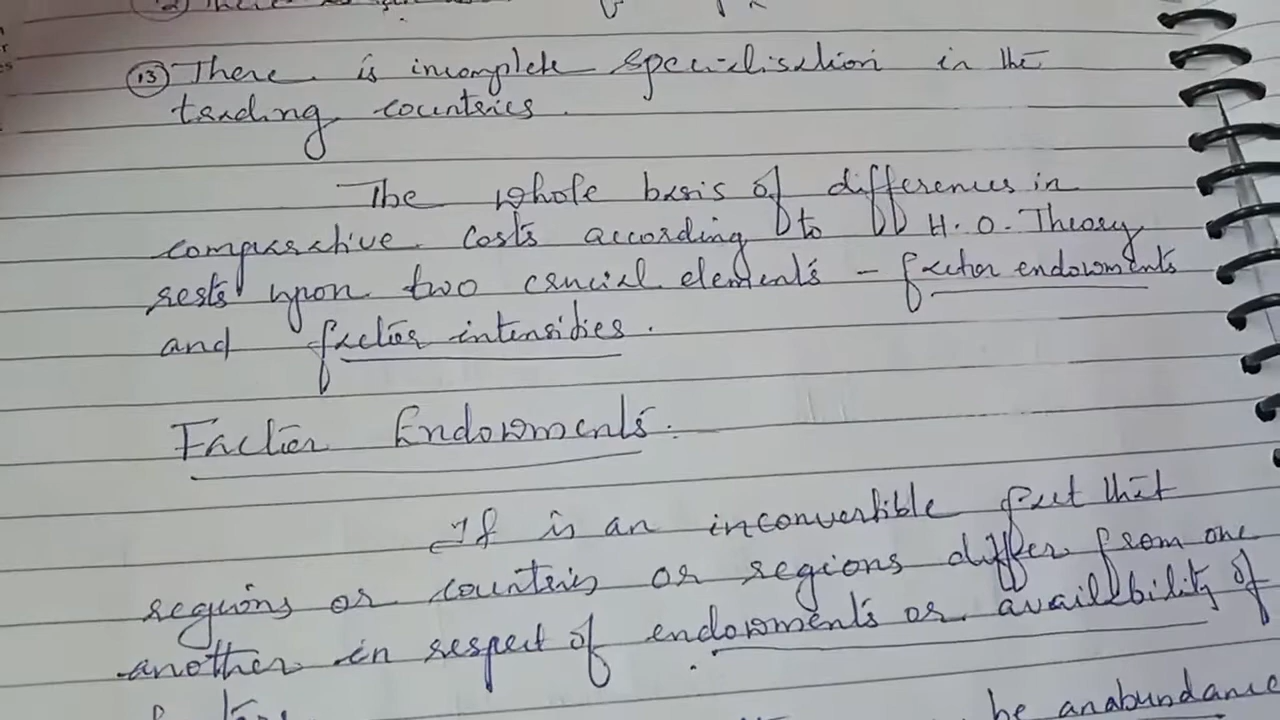 (13) There is incomplete specialisation in the
trading countries.
The whole basis of differences in
comparative costs according to H.O. Theory
rests upon two crucial elements – factor endowments
and factor intensities.
Factor Endowments.
It is an inconvertible fact that
regions or countries or regions differ from one
another in respect of endowments or availability of
be an abundance